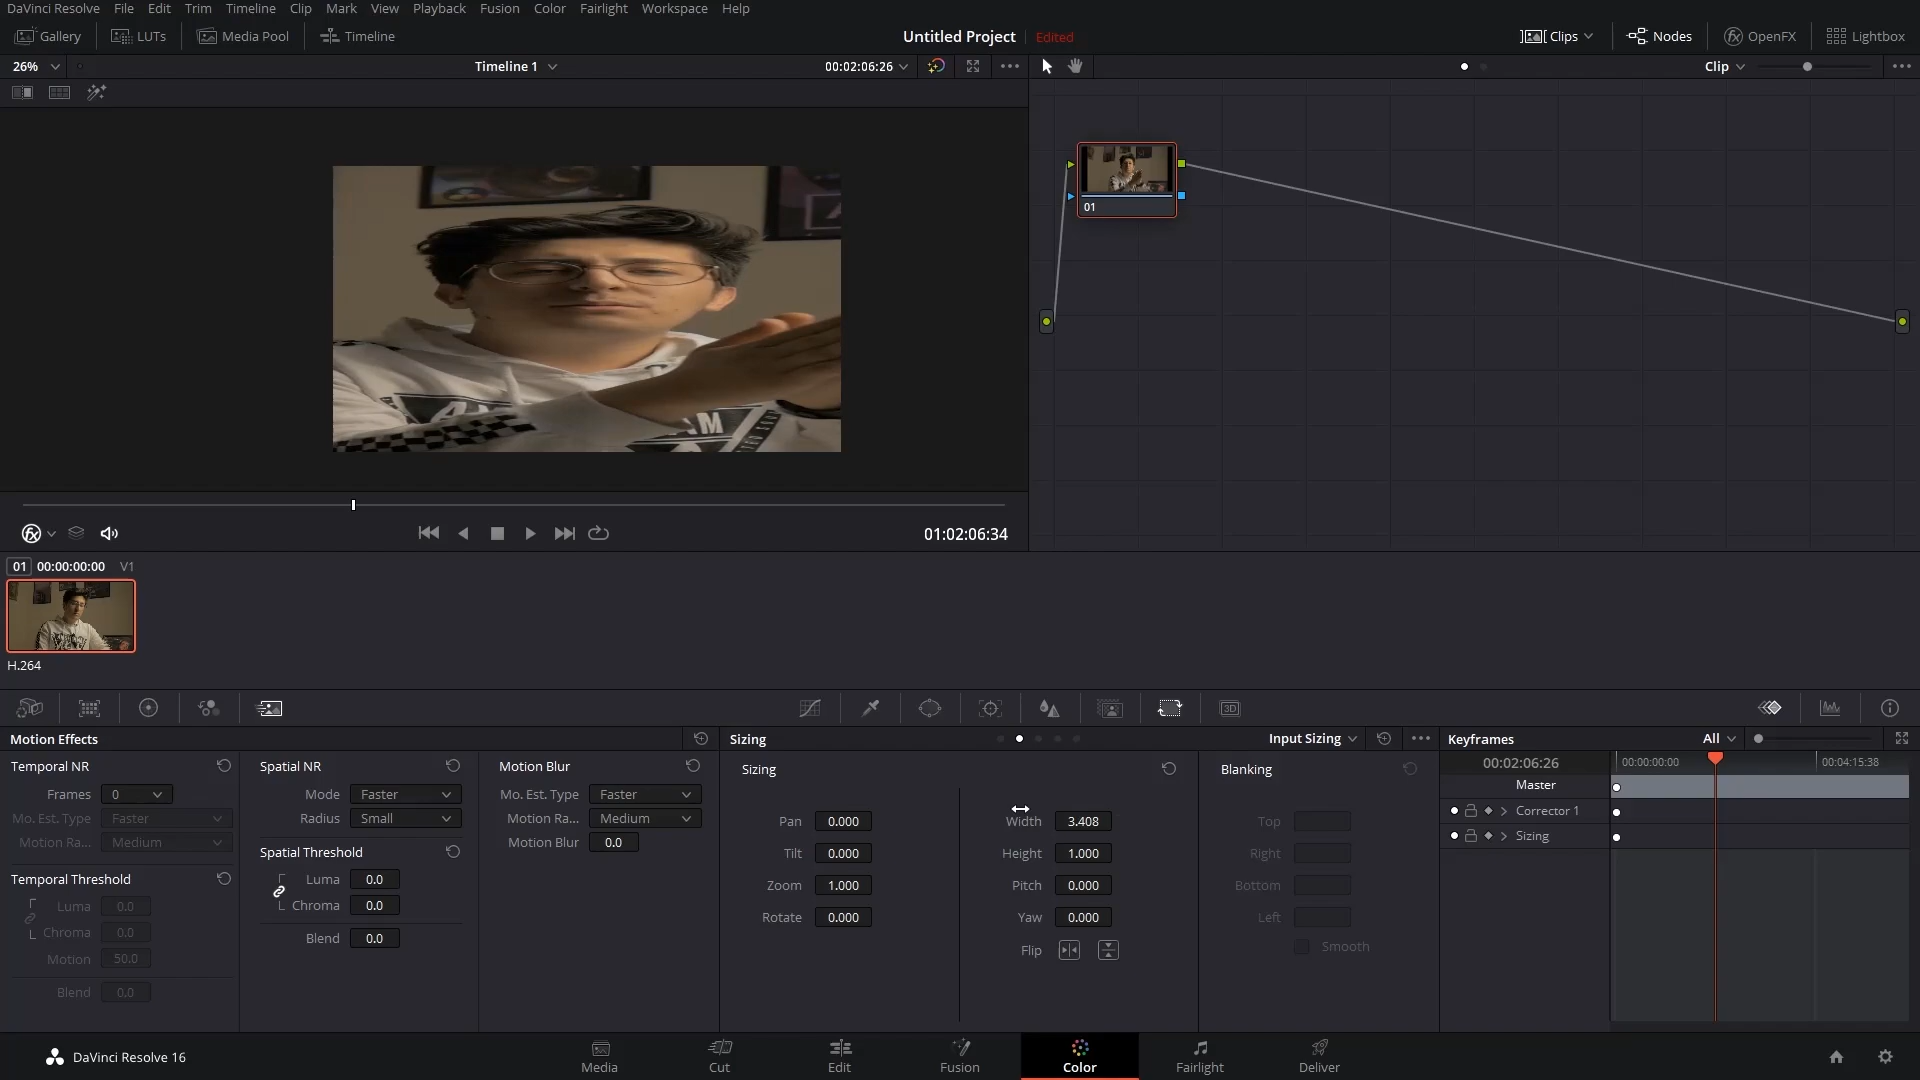 DaVinci Resolve File Edit Trim Timeline Clip Mark View Playback Fusion Color Fairlight Workspace Help
Gallery LUTs Media Pool Timeline Untitled Project Edited Clips Nodes OpenFX Lightbox
26% Timeline 1 00:02:06:26 Clip
01
01:02:06:34
01 00:00:00:00 V1
H.264
3D
Motion Effects
Temporal NR
Frames 0
Mo. Est. Type Faster
Motion Ra... Medium
Temporal Threshold
Luma 0.0
Chroma 0.0
Motion 50.0
Blend 0.0
Spatial NR
Mode Faster
Radius Small
Spatial Threshold
Luma 0.0
Chroma 0.0
Blend 0.0
Motion Blur
Mo. Est. Type Faster
Motion Ra... Medium
Motion Blur 0.0
Sizing Input Sizing
Sizing
Pan 0.000
Tilt 0.000
Zoom 1.000
Rotate 0.000
Width 3.408
Height 1.000
Pitch 0.000
Yaw 0.000
Flip
Blanking
Top
Right
Bottom
Left
Smooth
Keyframes All
00:02:06:26 00:00:00:00 00:04:15:38
Master
Corrector 1
Sizing
DaVinci Resolve 16 Media Cut Edit Fusion Color Fairlight Deliver